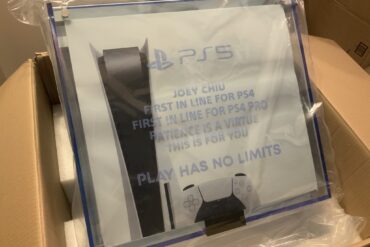 PS5
JOEY CHIU
FIRST IN LINE FOR PS4
FIRST IN LINE FOR PS4 PRO
PATIENCE IS A VIRTUE
THIS IS FOR YOU
PLAY HAS NO LIMITS